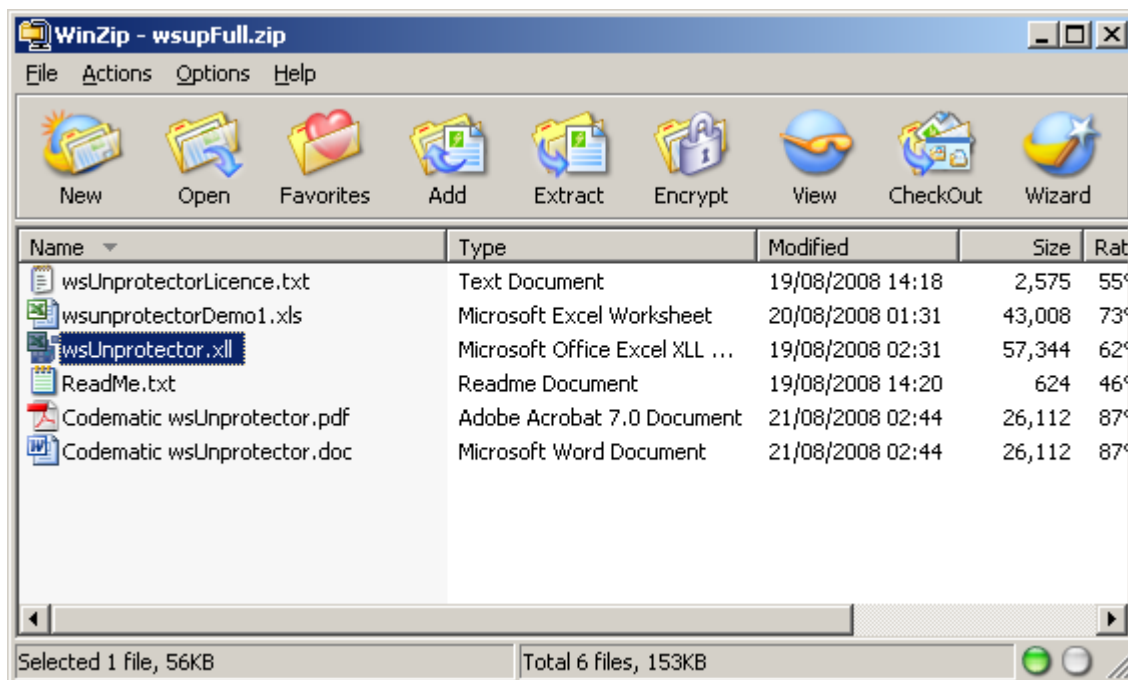 WinZip - wsupFull.zip
File Actions Options Help
New Open Favorites Add Extract Encrypt View CheckOut Wizard
Name Type Modified Size Rat
wsUnprotectorLicence.txt Text Document 19/08/2008 14:18 2,575 55%
wsunprotectorDemo1.xls Microsoft Excel Worksheet 20/08/2008 01:31 43,008 73%
wsUnprotector.xll Microsoft Office Excel XLL ... 19/08/2008 02:31 57,344 62%
ReadMe.txt Readme Document 19/08/2008 14:20 624 46%
Codematic wsUnprotector.pdf Adobe Acrobat 7.0 Document 21/08/2008 02:44 26,112 87%
Codematic wsUnprotector.doc Microsoft Word Document 21/08/2008 02:44 26,112 87%
Selected 1 file, 56KB Total 6 files, 153KB